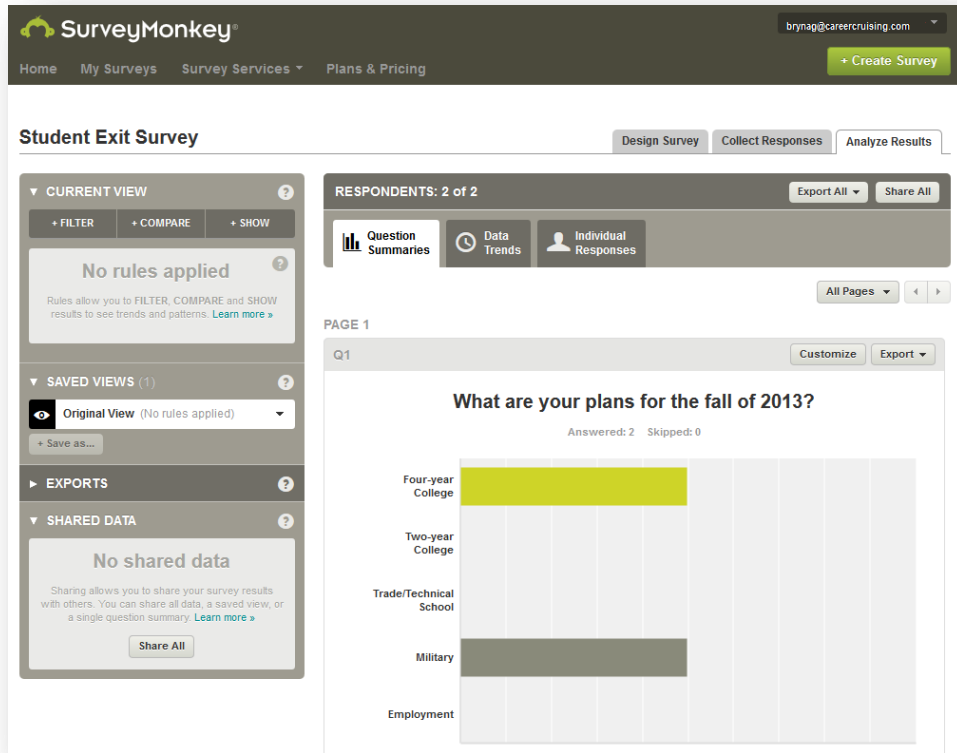 SurveyMonkey®
brynag@careercruising.com
Home My Surveys Survey Services Plans & Pricing
+ Create Survey
Student Exit Survey
Design Survey Collect Responses Analyze Results
CURRENT VIEW ?
+ FILTER + COMPARE + SHOW
No rules applied ?
Rules allow you to FILTER, COMPARE and SHOW
results to see trends and patterns. Learn more »
SAVED VIEWS (1) ?
Original View (No rules applied)
+ Save as...
EXPORTS ?
SHARED DATA ?
No shared data
Sharing allows you to share your survey results
with others. You can share all data, a saved view, or
a single question summary. Learn more »
Share All
RESPONDENTS: 2 of 2
Export All Share All
Question
Summaries
Data
Trends
Individual
Responses
All Pages
PAGE 1
Q1
Customize Export
What are your plans for the fall of 2013?
Answered: 2 Skipped: 0
Four-year
College
Two-year
College
Trade/Technical
School
Military
Employment